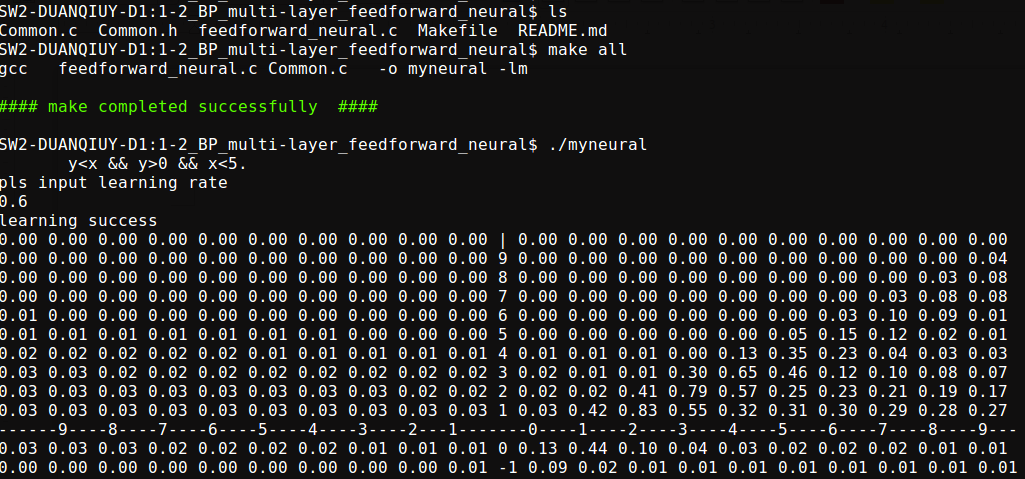 SW2-DUANQIUY-D1:1-2_BP_multi-layer_feedforward_neural$ ls
Common.c  Common.h  feedforward_neural.c  Makefile  README.md
SW2-DUANQIUY-D1:1-2_BP_multi-layer_feedforward_neural$ make all
gcc   feedforward_neural.c Common.c   -o myneural -lm
#### make completed successfully  ####
SW2-DUANQIUY-D1:1-2_BP_multi-layer_feedforward_neural$ ./myneural
y<x && y>0 && x<5.
pls input learning rate
0.6
learning success
0.00 0.00 0.00 0.00 0.00 0.00 0.00 0.00 0.00 0.00 | 0.00 0.00 0.00 0.00 0.00 0.00 0.00 0.00 0.00 0.00
0.00 0.00 0.00 0.00 0.00 0.00 0.00 0.00 0.00 0.00 9 0.00 0.00 0.00 0.00 0.00 0.00 0.00 0.00 0.00 0.04
0.00 0.00 0.00 0.00 0.00 0.00 0.00 0.00 0.00 0.00 8 0.00 0.00 0.00 0.00 0.00 0.00 0.00 0.00 0.03 0.08
0.00 0.00 0.00 0.00 0.00 0.00 0.00 0.00 0.00 0.00 7 0.00 0.00 0.00 0.00 0.00 0.00 0.00 0.03 0.08 0.08
0.01 0.00 0.00 0.00 0.00 0.00 0.00 0.00 0.00 0.00 6 0.00 0.00 0.00 0.00 0.00 0.00 0.03 0.10 0.09 0.01
0.01 0.01 0.01 0.01 0.01 0.01 0.01 0.00 0.00 0.00 5 0.00 0.00 0.00 0.00 0.00 0.05 0.15 0.12 0.02 0.01
0.02 0.02 0.02 0.02 0.02 0.01 0.01 0.01 0.01 0.01 4 0.01 0.01 0.01 0.00 0.13 0.35 0.23 0.04 0.03 0.03
0.03 0.03 0.02 0.02 0.02 0.02 0.02 0.02 0.02 0.02 3 0.02 0.01 0.01 0.30 0.65 0.46 0.12 0.10 0.08 0.07
0.03 0.03 0.03 0.03 0.03 0.03 0.03 0.03 0.02 0.02 2 0.02 0.02 0.41 0.79 0.57 0.25 0.23 0.21 0.19 0.17
0.03 0.03 0.03 0.03 0.03 0.03 0.03 0.03 0.03 0.03 1 0.03 0.42 0.83 0.55 0.32 0.31 0.30 0.29 0.28 0.27
------9----8----7----6----5----4----3----2---1-------0----1----2----3----4----5----6----7----8----9---
0.03 0.03 0.03 0.02 0.02 0.02 0.02 0.01 0.01 0.01 0 0.13 0.44 0.10 0.04 0.03 0.02 0.02 0.02 0.01 0.01
0.00 0.00 0.00 0.00 0.00 0.00 0.00 0.00 0.00 0.01 -1 0.09 0.02 0.01 0.01 0.01 0.01 0.01 0.01 0.01 0.01